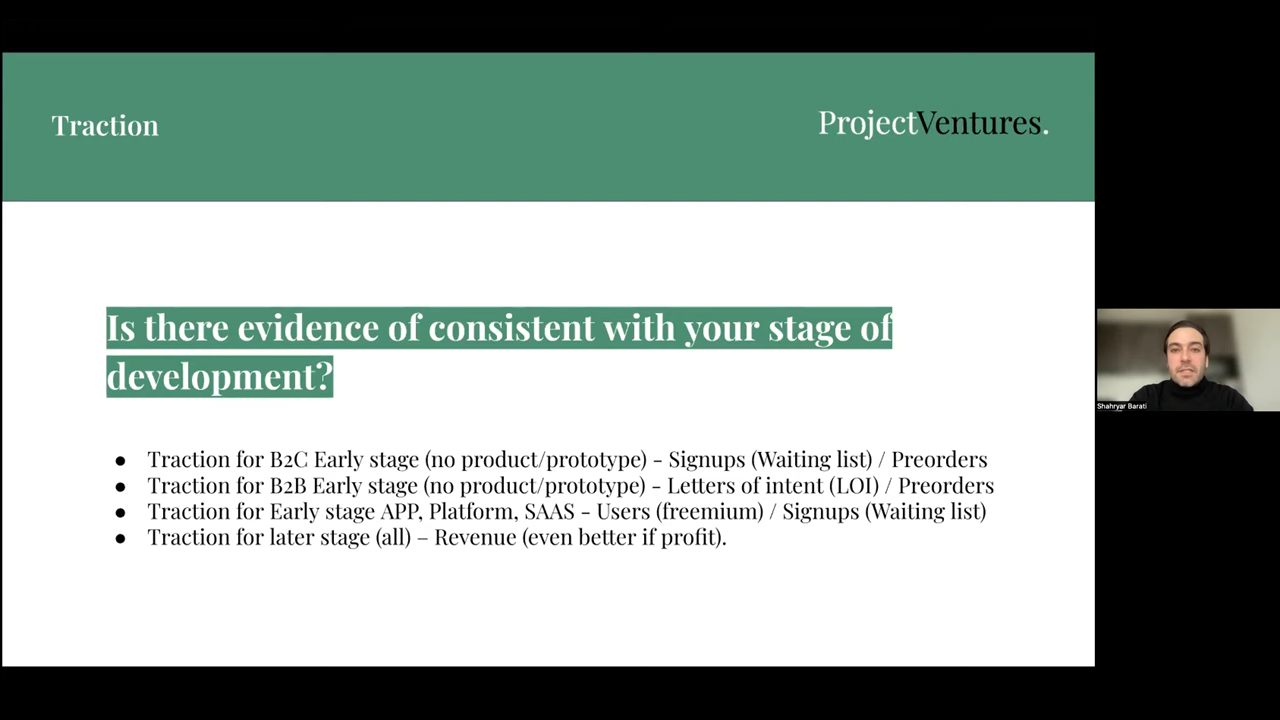 Traction
ProjectVentures.
Is there evidence of consistent with your stage of
development?
● Traction for B2C Early stage (no product/prototype) - Signups (Waiting list) / Preorders
● Traction for B2B Early stage (no product/prototype) - Letters of intent (LOI) / Preorders
● Traction for Early stage APP, Platform, SAAS - Users (freemium) / Signups (Waiting list)
● Traction for later stage (all) – Revenue (even better if profit).
Shahryar Barati